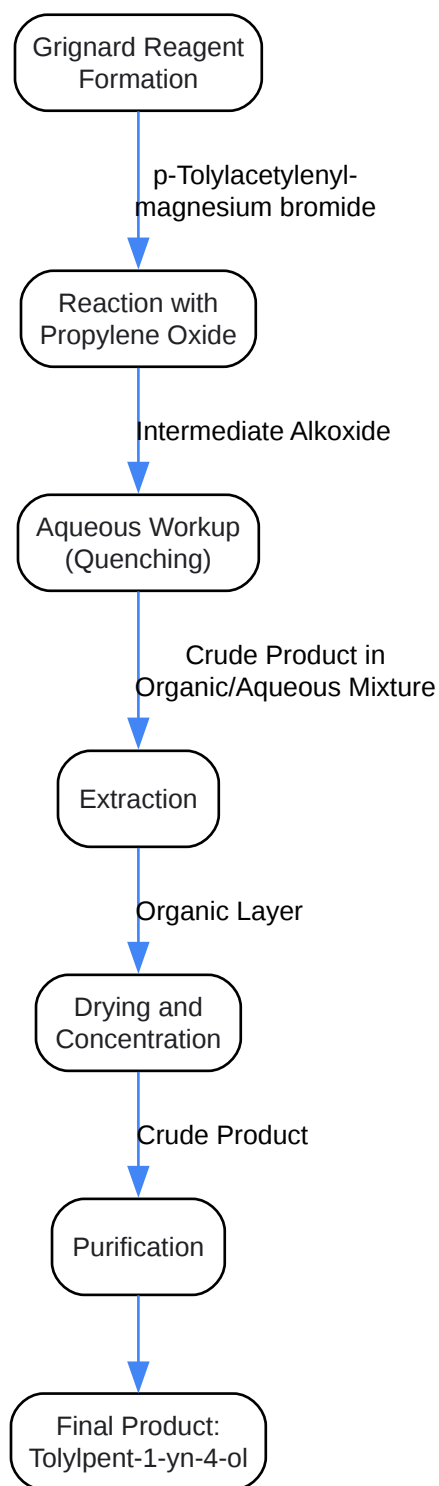 Grignard Reagent
Formation
p-Tolylacetylenyl-
magnesium bromide
Reaction with
Propylene Oxide
Intermediate Alkoxide
Aqueous Workup
(Quenching)
Crude Product in
Organic/Aqueous Mixture
Extraction
Organic Layer
Drying and
Concentration
Crude Product
Purification
Final Product:
Tolylpent-1-yn-4-ol